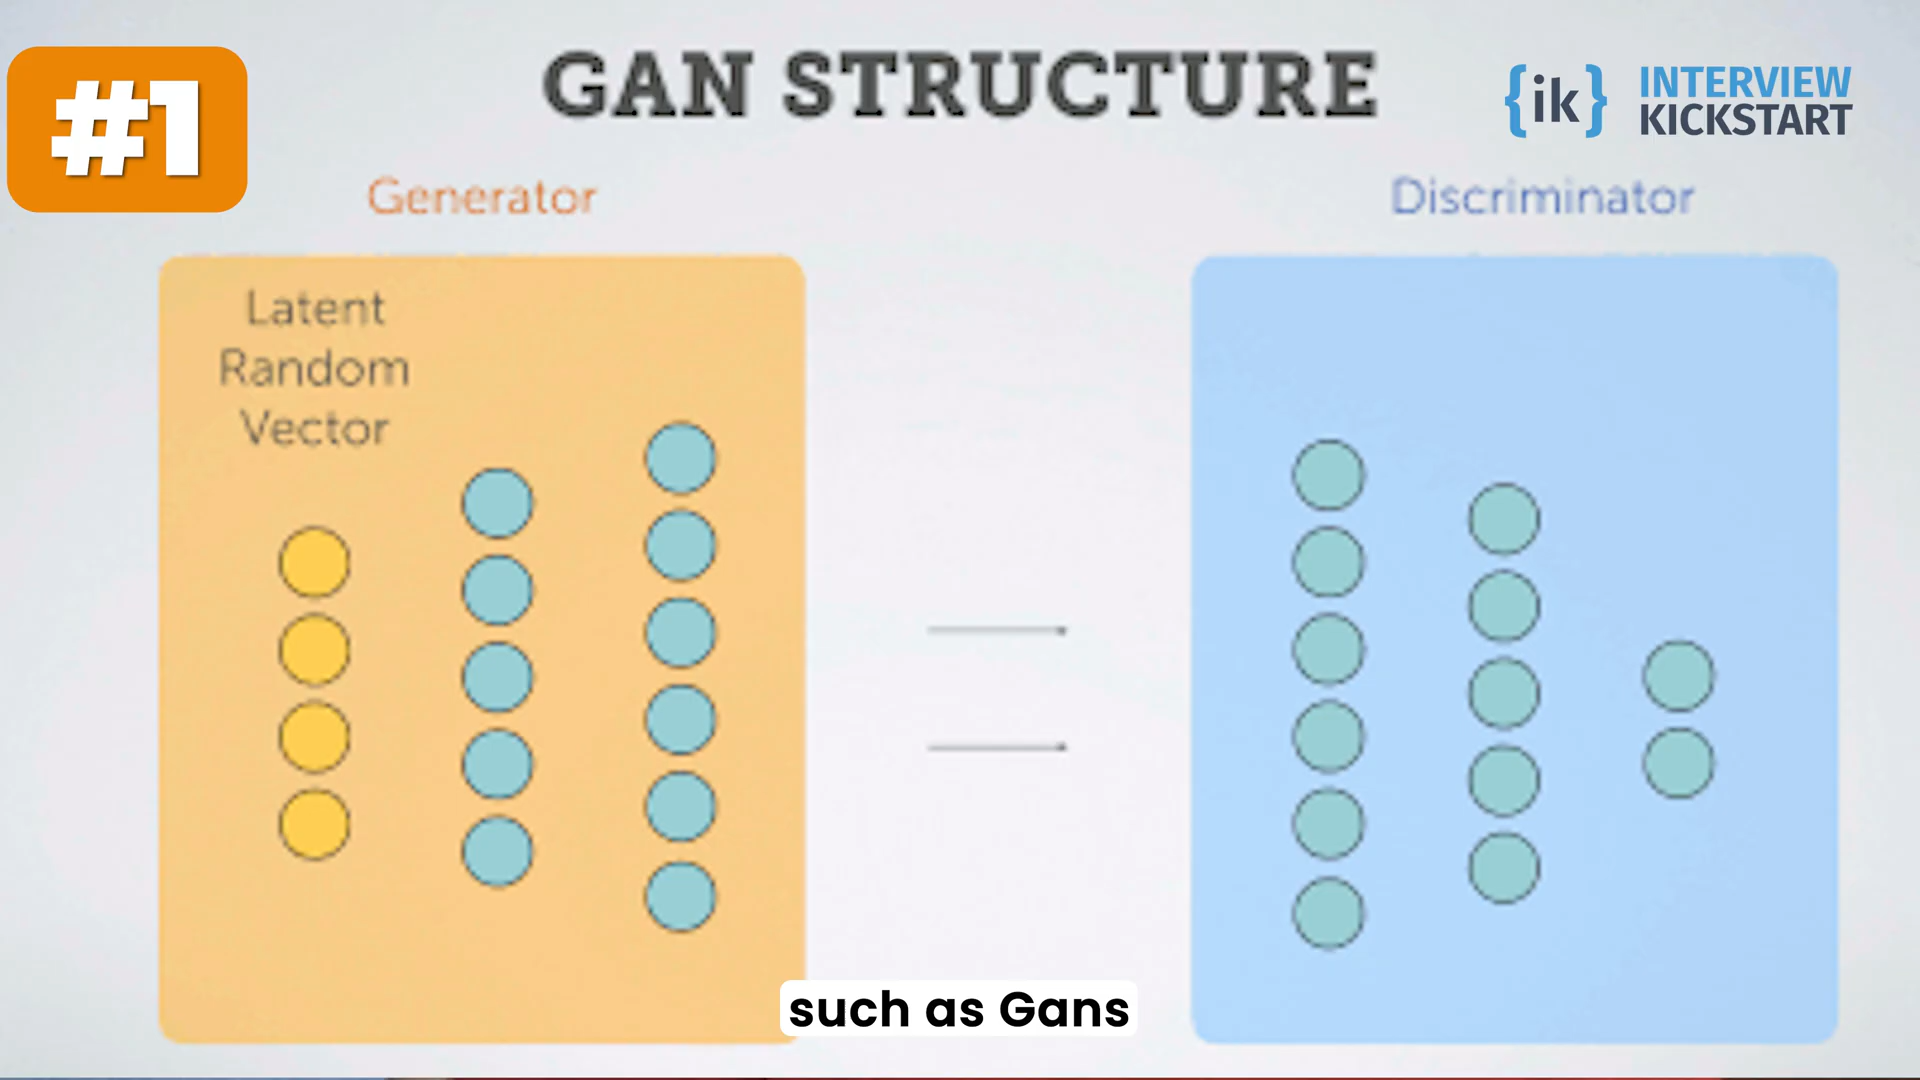 #1
GAN STRUCTURE
{ik} INTERVIEW
KICKSTART
Generator
Discriminator
Latent
Random
Vector
such as Gans